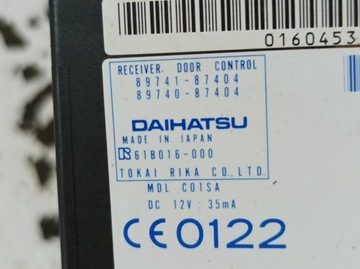 0160453
RECEIVER. DOOR CONTROL
89741-87404
89740-87404
DAIHATSU
MADE IN JAPAN
R 61B016-000
TOKAI RIKA CO.,LTD.
MDL C01SA
DC 12V : 35mA
CE0122